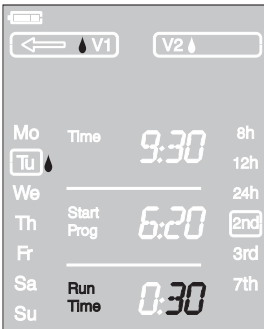 V1 V2
Mo Time 9:30 8h
Tu 12h
We 24h
Th Start Prog 6:20 2nd
Fr 3rd
Sa Run Time 0:30 7th
Su